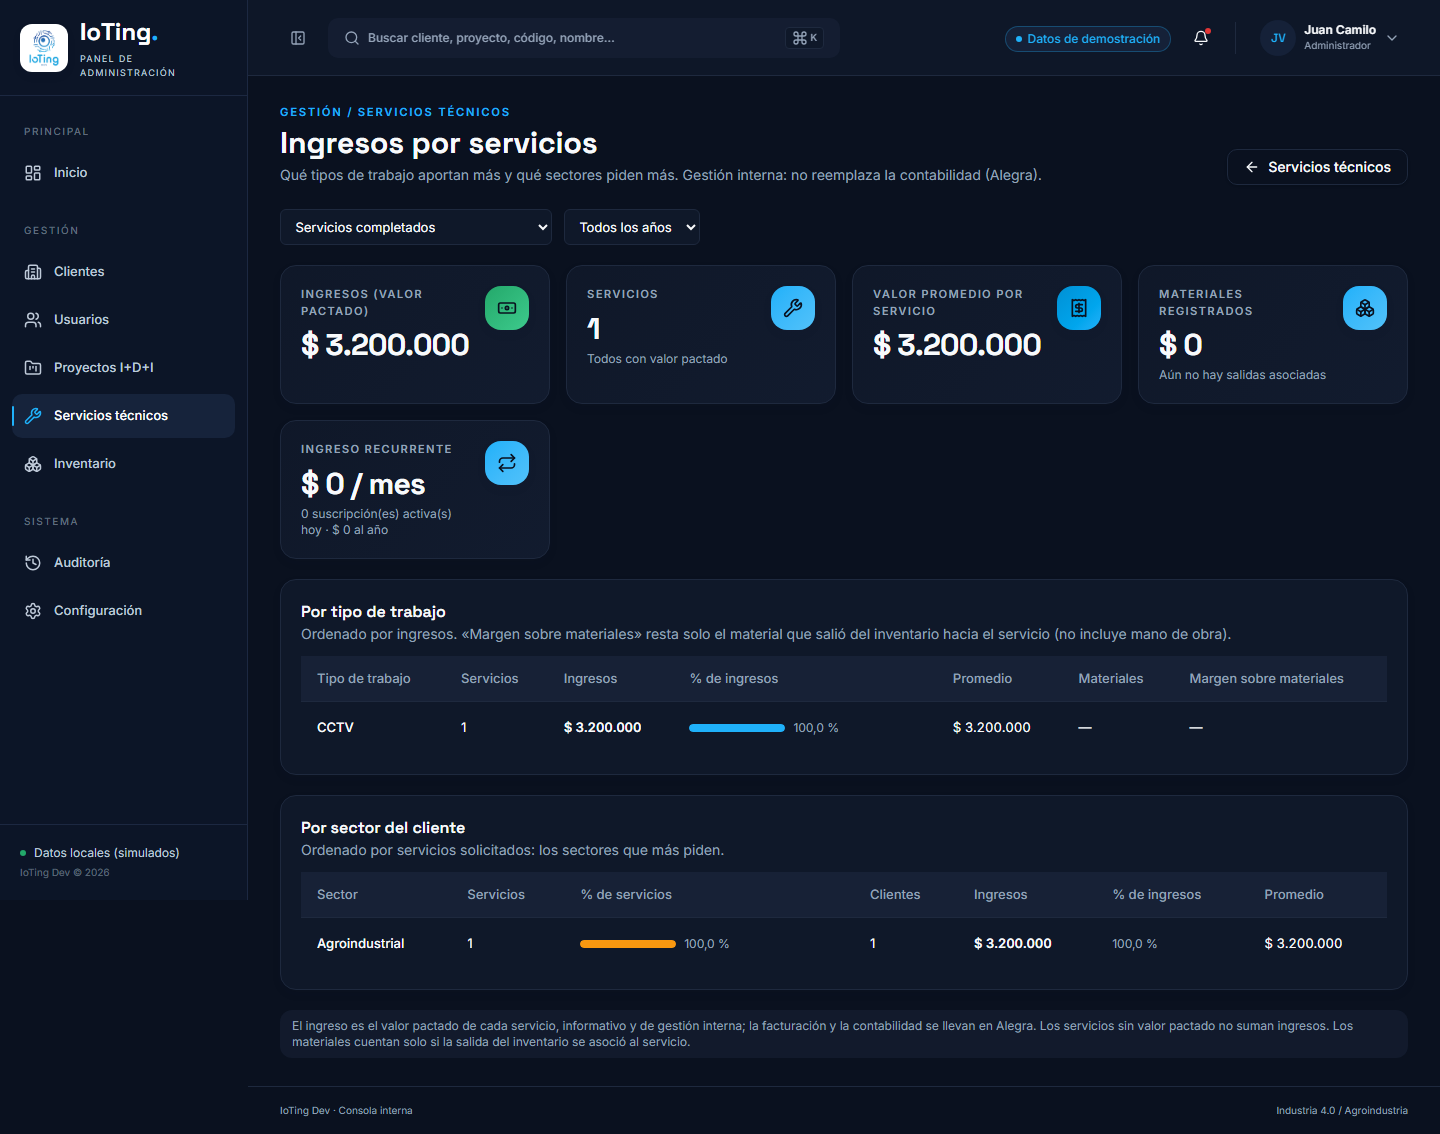 IoTing
IoTing.
PANEL DE
ADMINISTRACIÓN
PRINCIPAL
Inicio
GESTIÓN
Clientes
Usuarios
Proyectos I+D+I
Servicios técnicos
Inventario
SISTEMA
Auditoría
Configuración
Datos locales (simulados)
IoTing Dev © 2026
Buscar cliente, proyecto, código, nombre...
⌘ K
Datos de demostración
JV
Juan Camilo
Administrador
GESTIÓN / SERVICIOS TÉCNICOS
Ingresos por servicios
Qué tipos de trabajo aportan más y qué sectores piden más. Gestión interna: no reemplaza la contabilidad (Alegra).
← Servicios técnicos
Servicios completados
Todos los años
INGRESOS (VALOR
PACTADO)
$ 3.200.000
SERVICIOS
1
Todos con valor pactado
VALOR PROMEDIO POR
SERVICIO
$ 3.200.000
MATERIALES
REGISTRADOS
$ 0
Aún no hay salidas asociadas
INGRESO RECURRENTE
$ 0 / mes
0 suscripción(es) activa(s)
hoy · $ 0 al año
Por tipo de trabajo
Ordenado por ingresos. «Margen sobre materiales» resta solo el material que salió del inventario hacia el servicio (no incluye mano de obra).
Tipo de trabajo Servicios Ingresos % de ingresos Promedio Materiales Margen sobre materiales
CCTV 1 $ 3.200.000 100,0 % $ 3.200.000 — —
Por sector del cliente
Ordenado por servicios solicitados: los sectores que más piden.
Sector Servicios % de servicios Clientes Ingresos % de ingresos Promedio
Agroindustrial 1 100,0 % 1 $ 3.200.000 100,0 % $ 3.200.000
El ingreso es el valor pactado de cada servicio, informativo y de gestión interna; la facturación y la contabilidad se llevan en Alegra. Los servicios sin valor pactado no suman ingresos. Los
materiales cuentan solo si la salida del inventario se asoció al servicio.
IoTing Dev · Consola interna
Industria 4.0 / Agroindustria